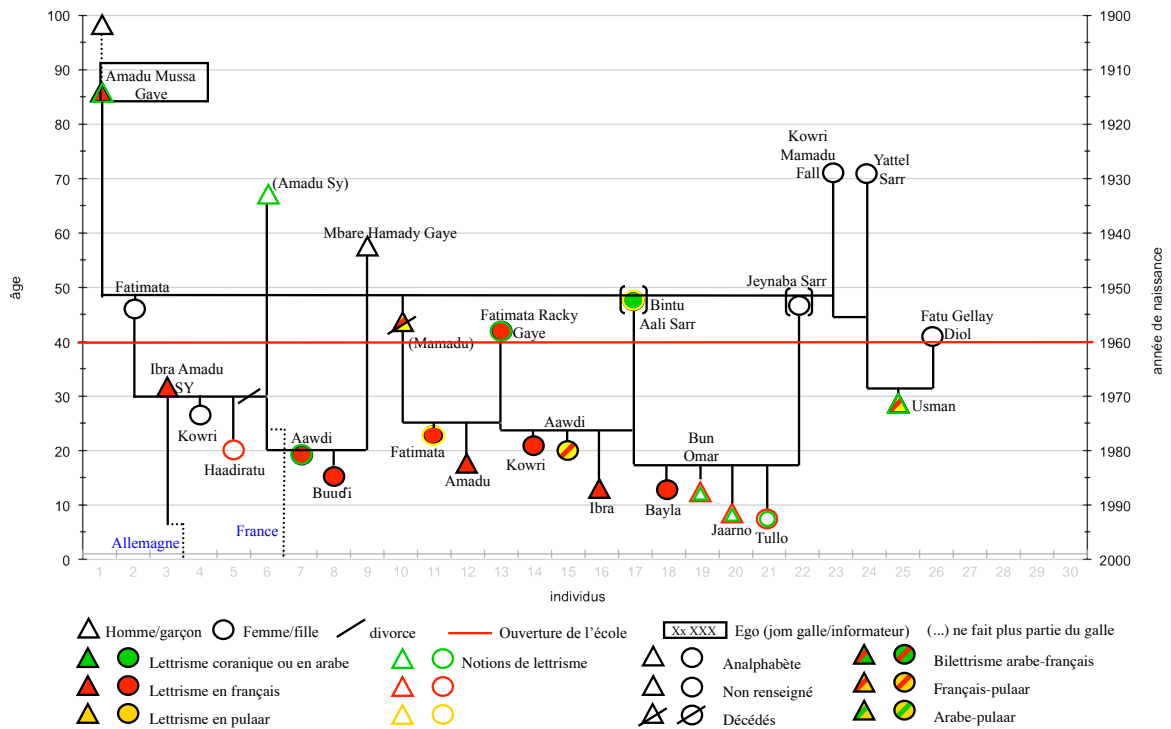 100
90
80
70
60
50
40
30
20
10
0
âge
1900
1910
1920
1930
1940
1950
1960
1970
1980
1990
2000
année de naissance
Amadu Mussa
Gaye
Kowri
Mamadu
Fall
Yattel
Sarr
(Amadu Sy)
Mbare Hamady Gaye
Fatimata
Jeynaba Sarr
Bintu
Aali Sarr
Fatimata Racky
Gaye
(Mamadu)
Fatu Gellay
Diol
Ibra Amadu
SY
Kowri
Haadiratu
Aawdi
Buuɗi
Fatimata
Amadu
Aawdi
Kowri
Ibra
Bun
Omar
Bayla
Jaarno
Tullo
Usman
Allemagne
France
1 2 3 4 5 6 7 8 9 10 11 12 13 14 15 16 17 18 19 20 21 22 23 24 25 26 27 28 29 30
individus
Homme/garçon Femme/fille divorce Ouverture de l'école Xx XXX Ego (jom galle/informateur) (...) ne fait plus partie du galle
Lettrisme coranique ou en arabe Notions de lettrisme Analphabète Bilettrisme arabe-français
Lettrisme en français Non renseigné Français-pulaar
Lettrisme en pulaar Décédés Arabe-pulaar